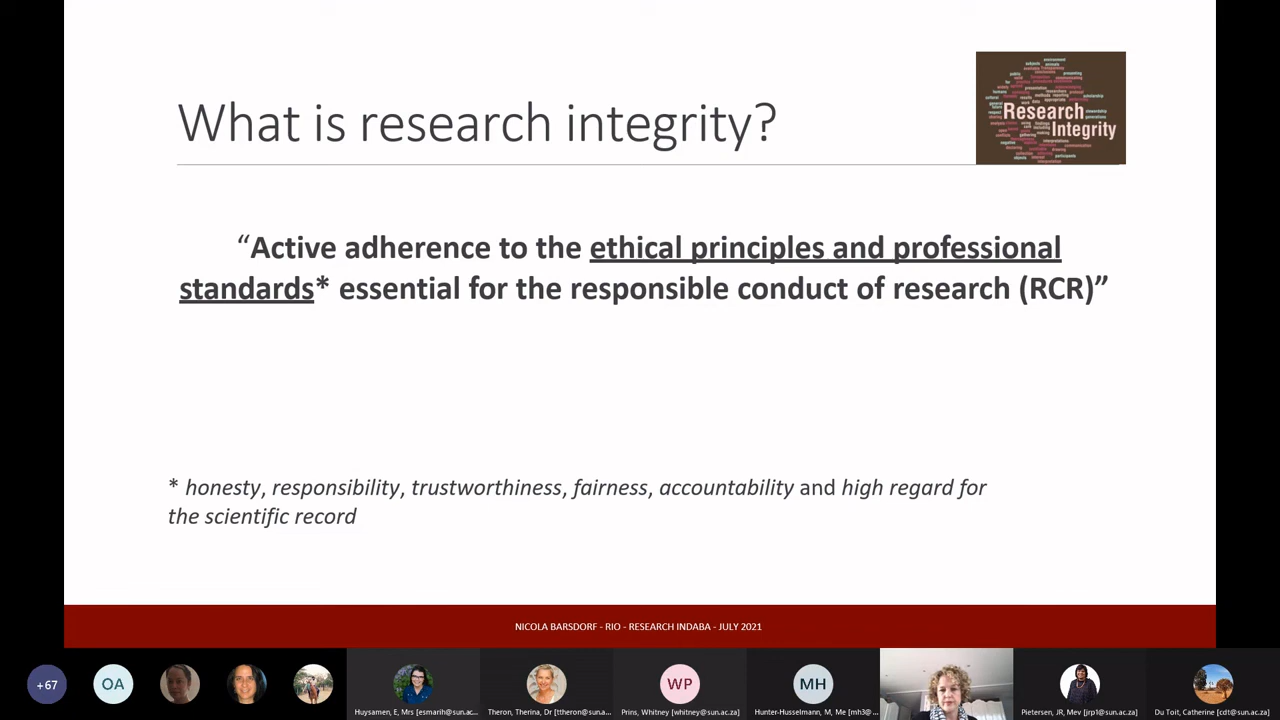 What is research integrity?
Research
Integrity
“Active adherence to the ethical principles and professional
standards* essential for the responsible conduct of research (RCR)”
* honesty, responsibility, trustworthiness, fairness, accountability and high regard for
the scientific record
NICOLA BARSDORF - RIO - RESEARCH INDABA - JULY 2021
+67
OA
WP
MH
Huysamen, E, Mrs [esmarih@sun.ac...
Theron, Therina, Dr [ttheron@sun.a...
Prins, Whitney [whitney@sun.ac.za]
Hunter-Husselmann, M, Me [mh3@...
Pietersen, JR, Mev [jrp1@sun.ac.za]
Du Toit, Catherine [cdt@sun.ac.za]